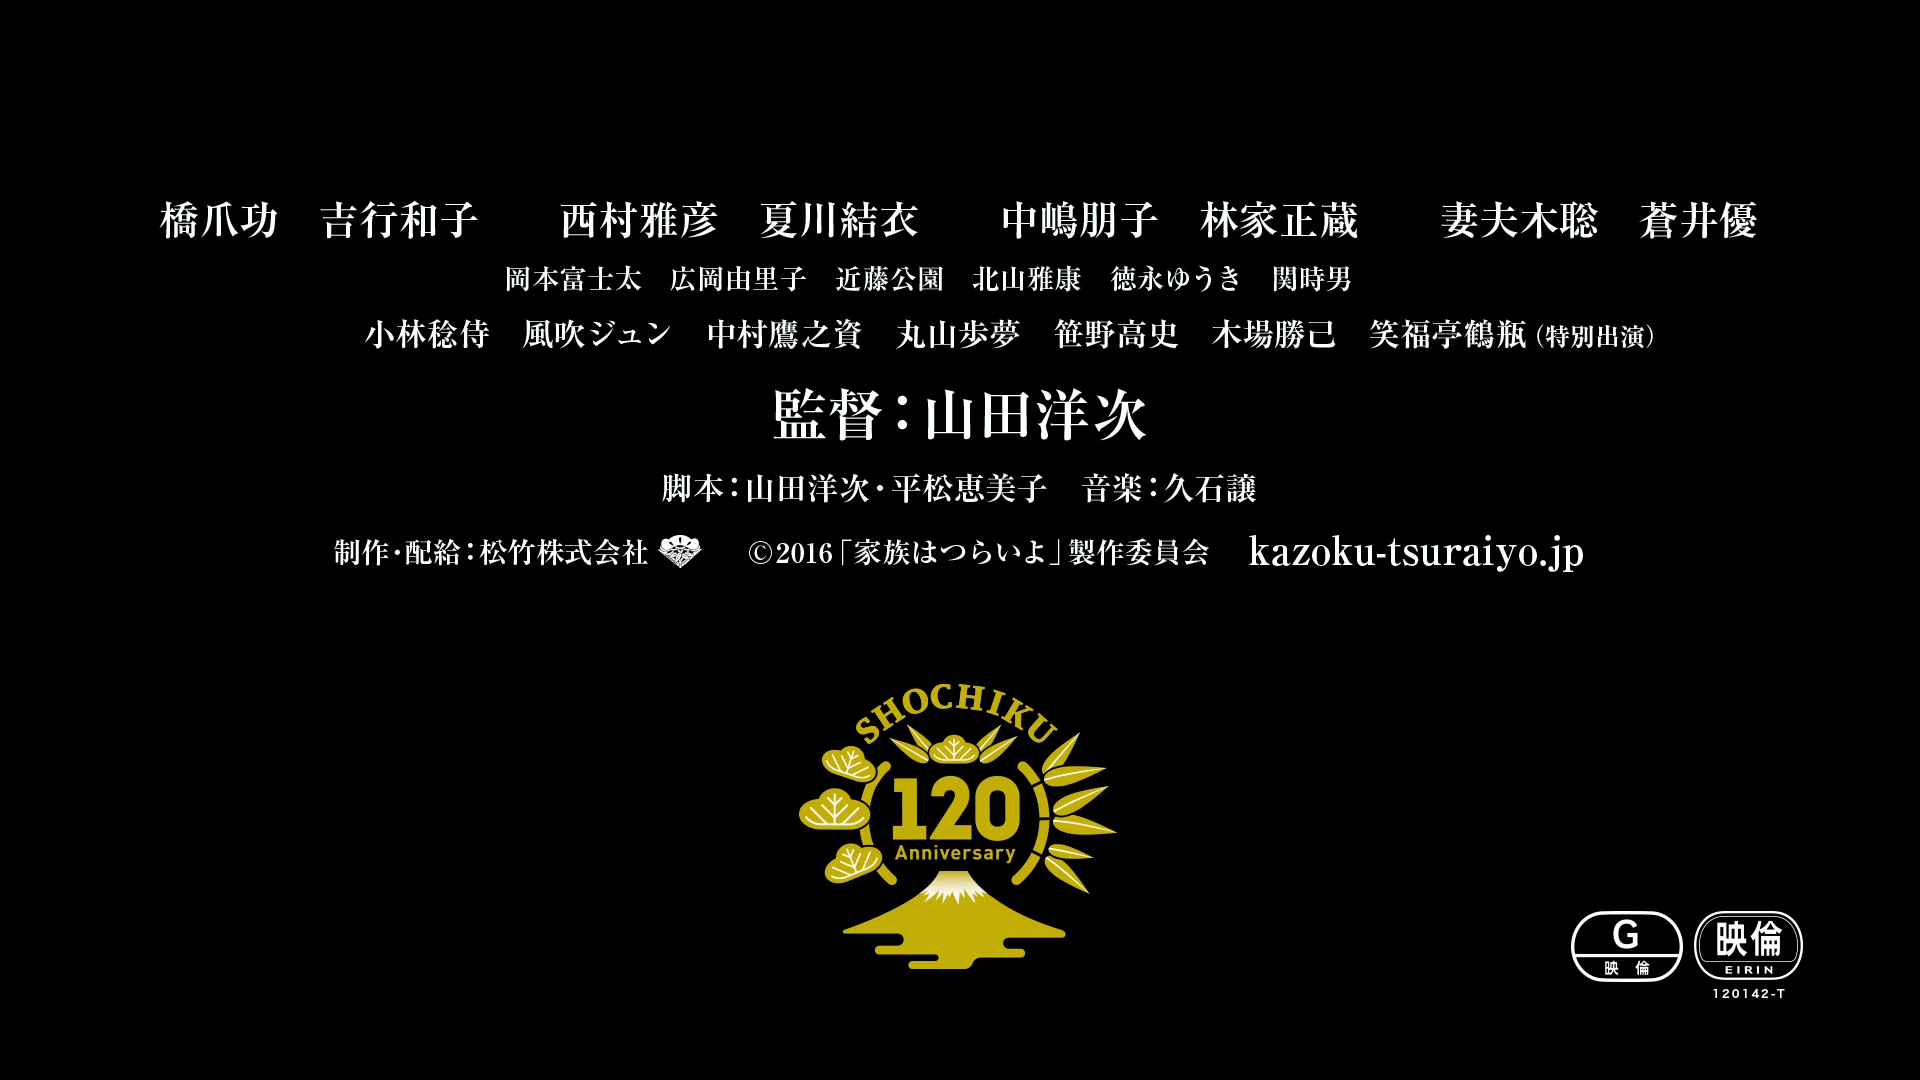 橋爪功　吉行和子　　西村雅彦　夏川結衣　　中嶋朋子　林家正蔵　　妻夫木聡　蒼井優
岡本富士太　広岡由里子　近藤公園　北山雅康　徳永ゆうき　関時男
小林稔侍　風吹ジュン　中村鷹之資　丸山歩夢　笹野高史　木場勝己　笑福亭鶴瓶（特別出演）
監督：山田洋次
脚本：山田洋次・平松恵美子　音楽：久石譲
制作・配給：松竹株式会社　©2016「家族はつらいよ」製作委員会　kazoku-tsuraiyo.jp
SHOCHIKU
120
Anniversary
G
映倫
映倫
EIRIN
120142-T